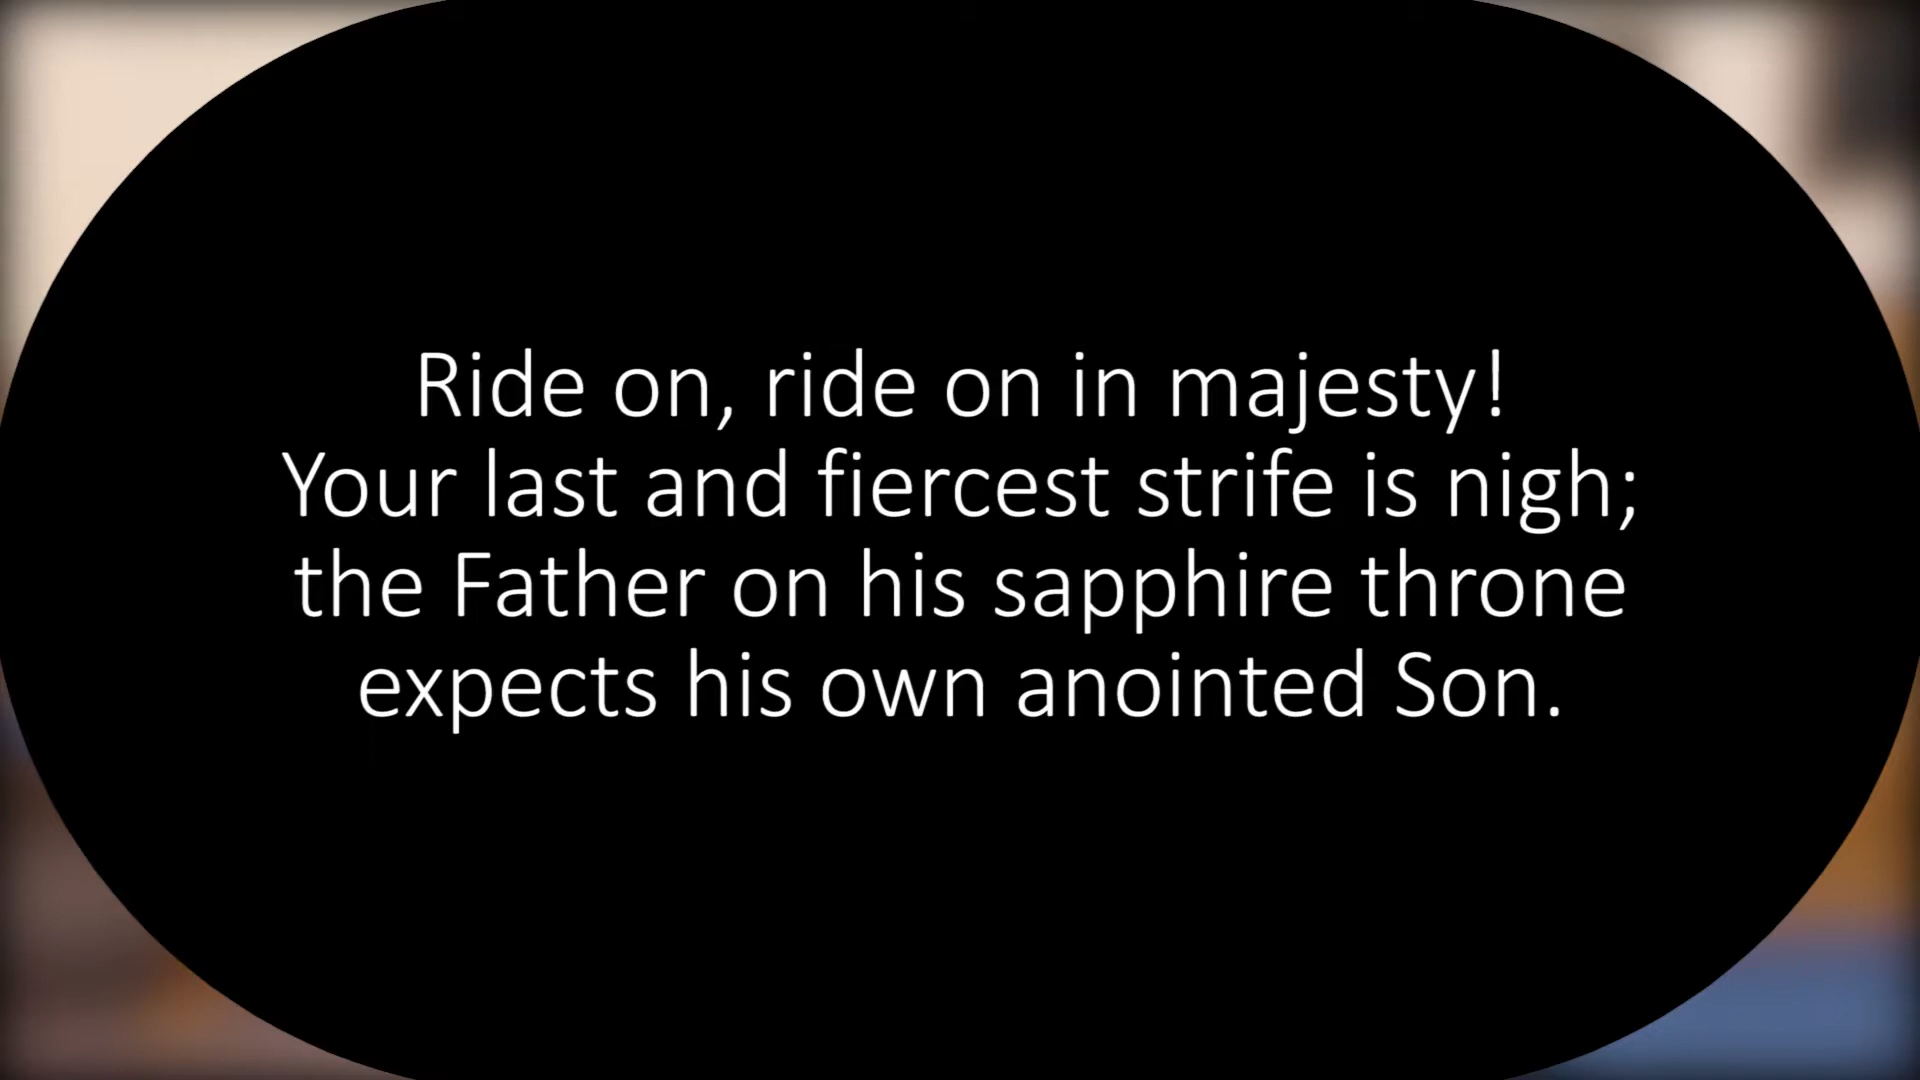 Ride on, ride on in majesty!
Your last and fiercest strife is nigh;
the Father on his sapphire throne
expects his own anointed Son.